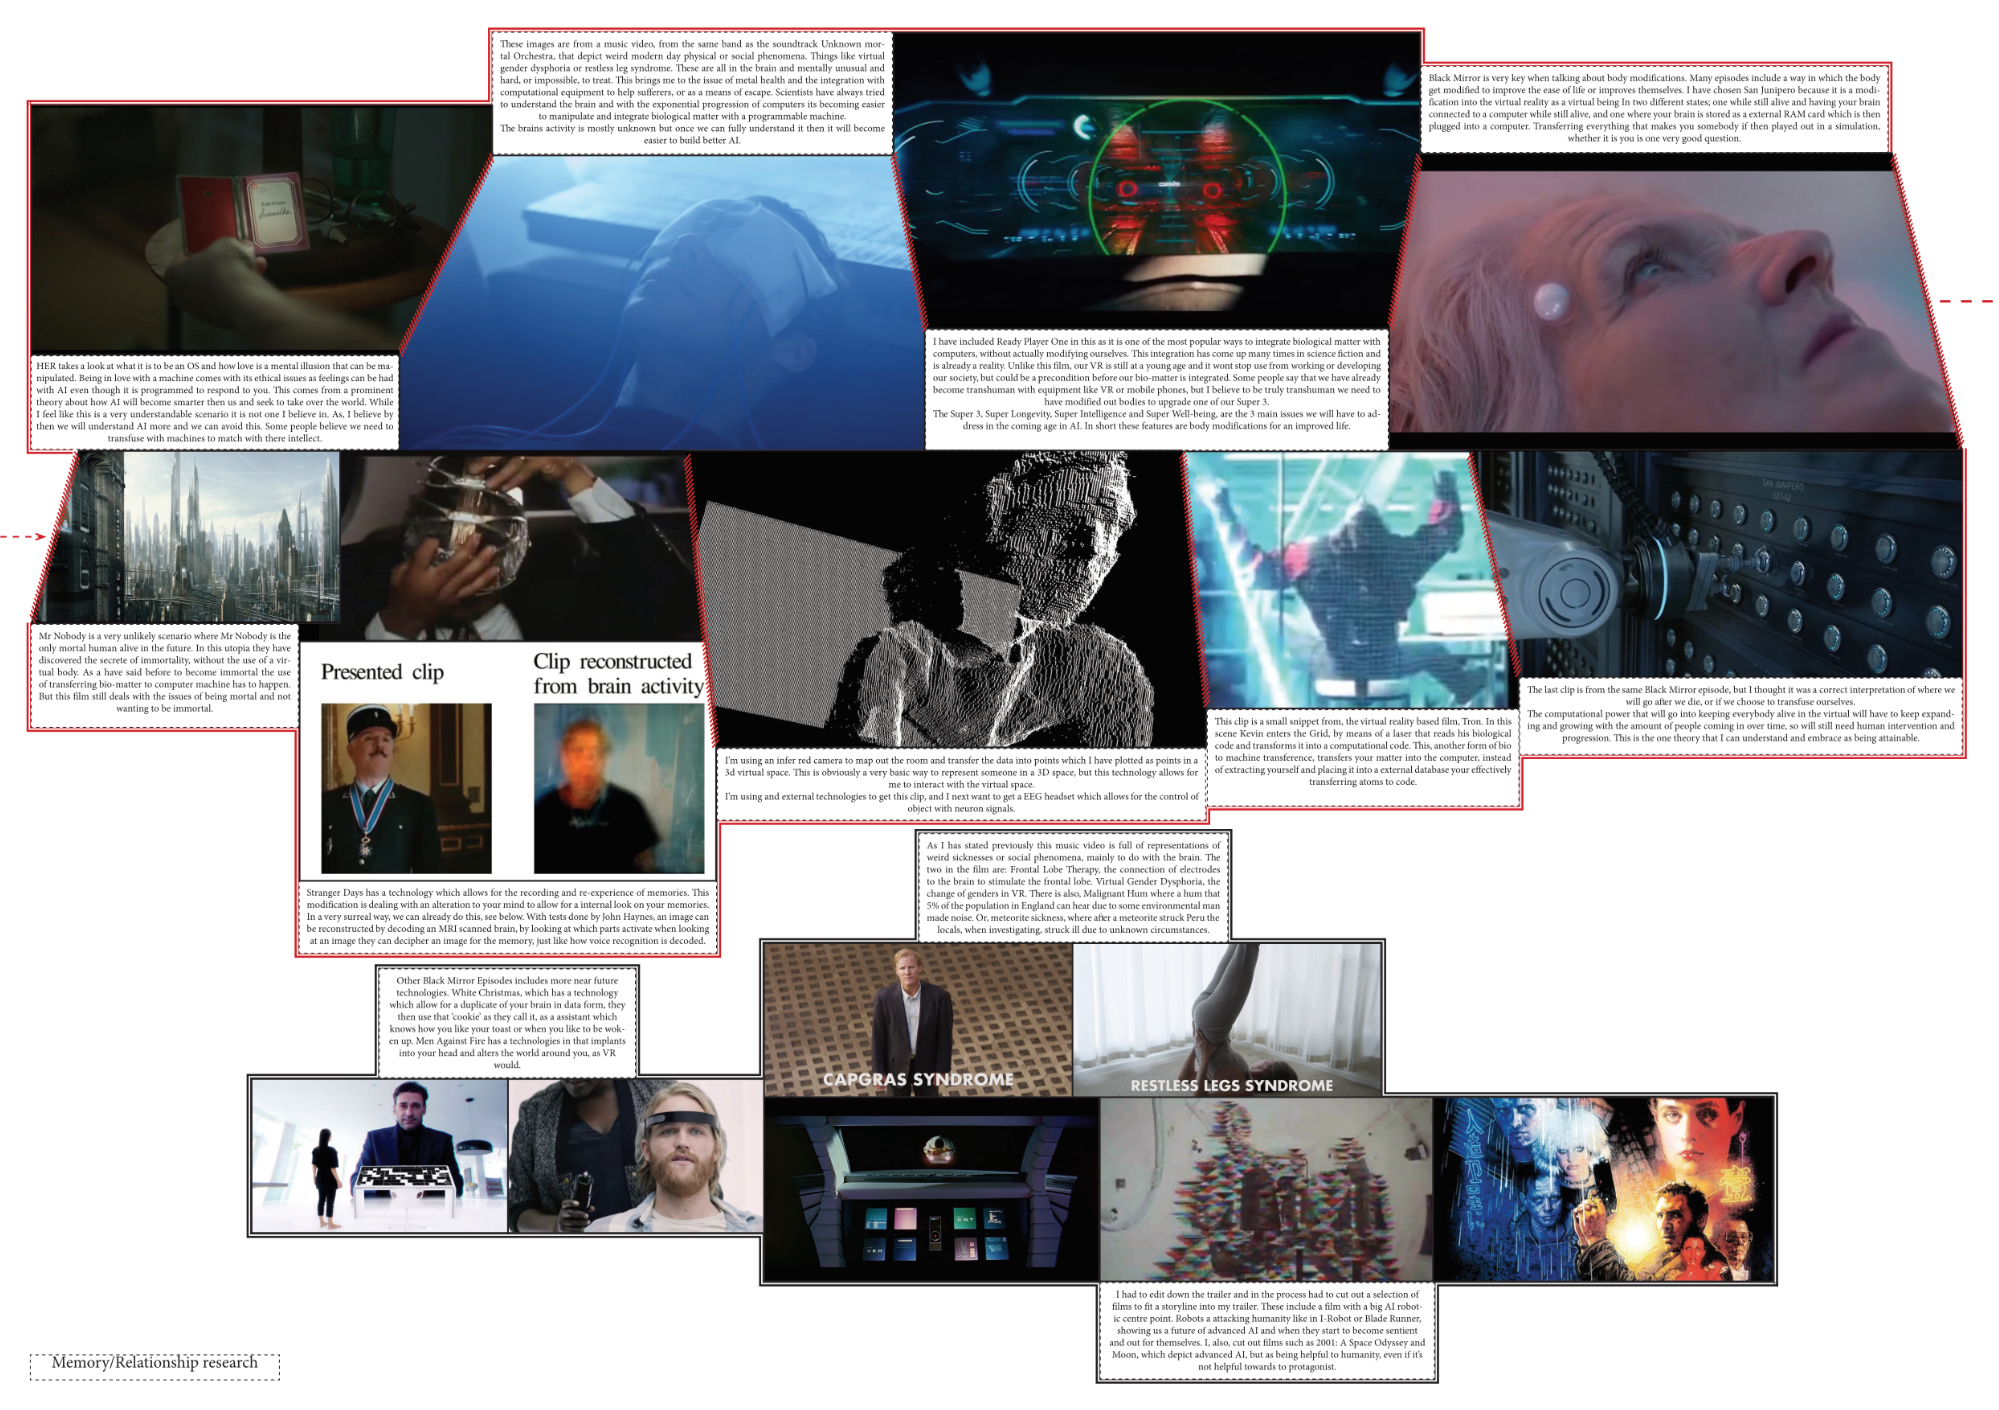 These images are from a music video, from the same band as the soundtrack Unknown mor-
tal Orchestra, that depict weird modern day physical or social phenomena. Things like virtual
gender dysphoria or restless leg syndrome. These are all in the brain and mentally unusual and
hard, or impossible, to treat. This brings me to the issue of metal health and the integration with
computational equipment to help sufferers, or as a means of escape. Scientists have always tried
to understand the brain and with the exponential progression of computers its becoming easier
to manipulate and integrate biological matter with a programmable machine.
The brains activity is mostly unknown but once we can fully understand it then it will become
easier to build better AI.
Black Mirror is very key when talking about body modifications. Many episodes include a way in which the body
get modified to improve the ease of life or improves themselves. I have chosen San Junipero because it is a modi-
fication into the virtual reality as a virtual being In two different states; one while still alive and having your brain
connected to a computer while still alive, and one where your brain is stored as a external RAM card which is then
plugged into a computer. Transferring everything that makes you somebody if then played out in a simulation,
whether it is you is one very good question.
Samantha
oasis
HER takes a look at what it is to be an OS and how love is a mental illusion that can be ma-
nipulated. Being in love with a machine comes with its ethical issues as feelings can be had
with AI even though it is programmed to respond to you. This comes from a prominent
theory about how AI will become smarter then us and seek to take over the world. While
I feel like this is a very understandable scenario it is not one I believe in. As, I believe by
then we will understand AI more and we can avoid this. Some people believe we need to
transfuse with machines to match with there intellect.
I have included Ready Player One in this as it is one of the most popular ways to integrate biological matter with
computers, without actually modifying ourselves. This integration has come up many times in science fiction and
is already a reality. Unlike this film, our VR is still at a young age and it wont stop use from working or developing
our society, but could be a precondition before our bio-matter is integrated. Some people say that we have already
become transhuman with equipment like VR or mobile phones, but I believe to be truly transhuman we need to
have modified out bodies to upgrade one of our Super 3.
The Super 3, Super Longevity, Super Intelligence and Super Well-being, are the 3 main issues we will have to ad-
dress in the coming age in AI. In short these features are body modifications for an improved life.
SAN JUNIPERO
Mr Nobody is a very unlikely scenario where Mr Nobody is the
only mortal human alive in the future. In this utopia they have
discovered the secrete of immortality, without the use of a vir-
tual body. As a have said before to become immortal the use
of transferring bio-matter to computer machine has to happen.
But this film still deals with the issues of being mortal and not
wanting to be immortal.
Presented clip
Clip reconstructed
from brain activity
Stranger Days has a technology which allows for the recording and re-experience of memories. This
modification is dealing with an alteration to your mind to allow for a internal look on your memories.
In a very surreal way, we can already do this, see below. With tests done by John Haynes, an image can
be reconstructed by decoding an MRI scanned brain, by looking at which parts activate when looking
at an image they can decipher an image for the memory, just like how voice recognition is decoded.
I'm using an infer red camera to map out the room and transfer the data into points which I have plotted as points in a
3d virtual space. This is obviously a very basic way to represent someone in a 3D space, but this technology allows for
me to interact with the virtual space.
I'm using and external technologies to get this clip, and I next want to get a EEG headset which allows for the control of
object with neuron signals.
This clip is a small snippet from, the virtual reality based film, Tron. In this
scene Kevin enters the Grid, by means of a laser that reads his biological
code and transforms it into a computational code. This, another form of bio
to machine transference, transfers your matter into the computer, instead
of extracting yourself and placing it into a external database your effectively
transferring atoms to code.
The last clip is from the same Black Mirror episode, but I thought it was a correct interpretation of where we
will go after we die, or if we choose to transfuse ourselves.
The computational power that will go into keeping everybody alive in the virtual will have to keep expand-
ing and growing with the amount of people coming in over time, so will still need human intervention and
progression. This is the one theory that I can understand and embrace as being attainable.
As I has stated previously this music video is full of representations of
weird sicknesses or social phenomena, mainly to do with the brain. The
two in the film are: Frontal Lobe Therapy, the connection of electrodes
to the brain to stimulate the frontal lobe. Virtual Gender Dysphoria, the
change of genders in VR. There is also, Malignant Hum where a hum that
5% of the population in England can hear due to some environmental man
made noise. Or, meteorite sickness, where after a meteorite struck Peru the
locals, when investigating, struck ill due to unknown circumstances.
Other Black Mirror Episodes includes more near future
technologies. White Christmas, which has a technology
which allow for a duplicate of your brain in data form, they
then use that 'cookie' as they call it, as a assistant which
knows how you like your toast or when you like to be wok-
en up. Men Against Fire has a technologies in that implants
into your head and alters the world around you, as VR
would.
CAPGRAS SYNDROME
RESTLESS LEGS SYNDROME
CNT
VEH
I had to edit down the trailer and in the process had to cut out a selection of
films to fit a storyline into my trailer. These include a film with a big AI robot-
ic centre point. Robots a attacking humanity like in I-Robot or Blade Runner,
showing us a future of advanced AI and when they start to become sentient
and out for themselves. I, also, cut out films such as 2001: A Space Odyssey and
Moon, which depict advanced AI, but as being helpful to humanity, even if it's
not helpful towards to protagonist.
Memory/Relationship research